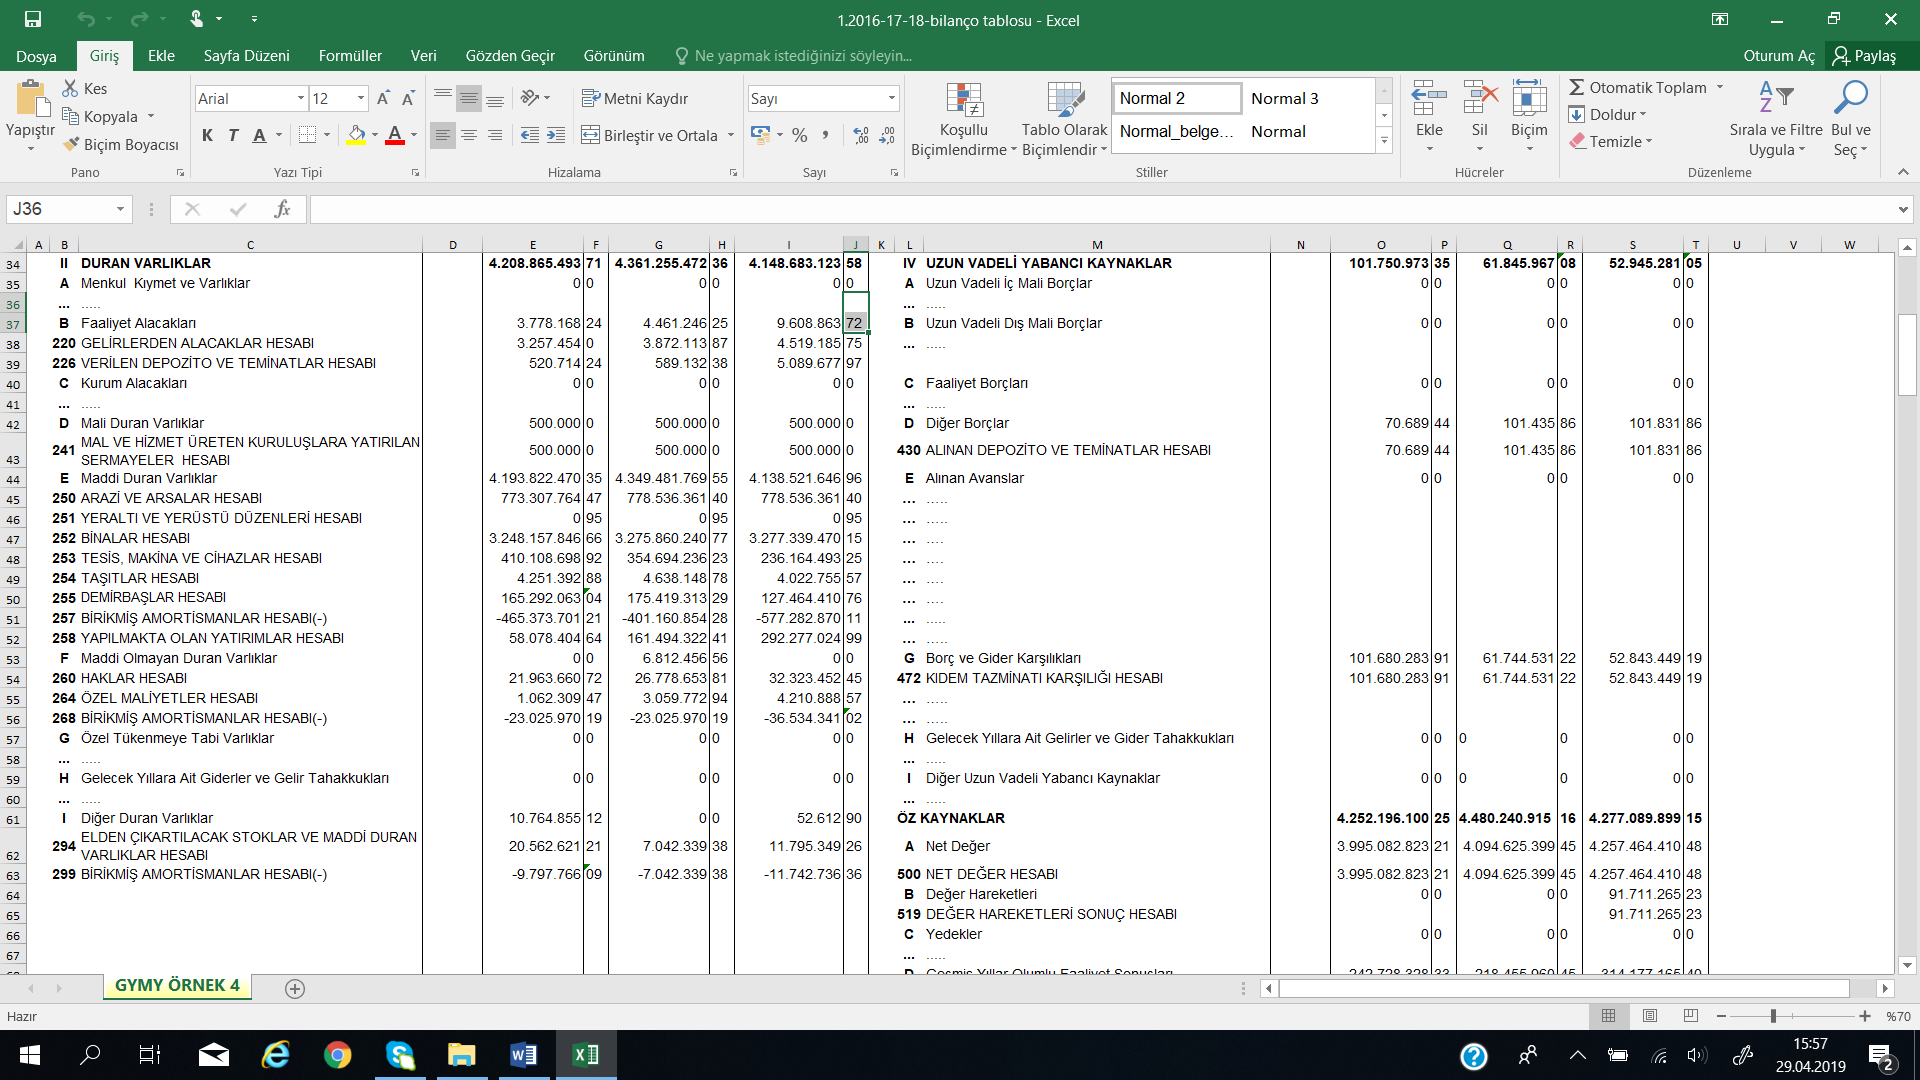 1.2016-17-18-bilanço tablosu - Excel
Dosya Giriş Ekle Sayfa Düzeni Formüller Veri Gözden Geçir Görünüm Ne yapmak istediğinizi söyleyin... Oturum Aç Paylaş
Yapıştır Kes Kopyala Biçim Boyacısı Pano
Arial 12 K T A A Yazı Tipi
Metni Kaydır Birleştir ve Ortala Hizalama
Sayı % Sayı
Koşullu Biçimlendirme Tablo Olarak Biçimlendir Normal 2 Normal 3 Normal_belge... Normal Stiller
Ekle Sil Biçim Hücreler
Otomatik Toplam Doldur Temizle Sırala ve Filtre Uygula Bul ve Seç Düzenleme
J36 fx
A B C D E F G H I J K L M N O P Q R S T U V W
34 II DURAN VARLIKLAR 4.208.865.493 71 4.361.255.472 36 4.148.683.123 58 IV UZUN VADELİ YABANCI KAYNAKLAR 101.750.973 35 61.845.967 08 52.945.281 05
35 A Menkul Kıymet ve Varlıklar 0 0 0 0 0 0 A Uzun Vadeli İç Mali Borçlar 0 0 0 0 0 0
36 ... ..... ... .....
37 B Faaliyet Alacakları 3.778.168 24 4.461.246 25 9.608.863 72 B Uzun Vadeli Dış Mali Borçlar 0 0 0 0 0 0
38 220 GELİRLERDEN ALACAKLAR HESABI 3.257.454 0 3.872.113 87 4.519.185 75 ... .....
39 226 VERİLEN DEPOZİTO VE TEMİNATLAR HESABI 520.714 24 589.132 38 5.089.677 97
40 C Kurum Alacakları 0 0 0 0 0 0 C Faaliyet Borçları 0 0 0 0 0 0
41 ... ..... ... .....
42 D Mali Duran Varlıklar 500.000 0 500.000 0 500.000 0 D Diğer Borçlar 70.689 44 101.435 86 101.831 86
43 241 MAL VE HİZMET ÜRETEN KURULUŞLARA YATIRILAN SERMAYELER HESABI 500.000 0 500.000 0 500.000 0 430 ALINAN DEPOZİTO VE TEMİNATLAR HESABI 70.689 44 101.435 86 101.831 86
44 E Maddi Duran Varlıklar 4.193.822.470 35 4.349.481.769 55 4.138.521.646 96 E Alınan Avanslar 0 0 0 0 0 0
45 250 ARAZİ VE ARSALAR HESABI 773.307.764 47 778.536.361 40 778.536.361 40 ... .....
46 251 YERALTI VE YERÜSTÜ DÜZENLERİ HESABI 0 95 0 95 0 95 ... .....
47 252 BİNALAR HESABI 3.248.157.846 66 3.275.860.240 77 3.277.339.470 15 ... ....
48 253 TESİS, MAKİNA VE CİHAZLAR HESABI 410.108.698 92 354.694.236 23 236.164.493 25 ... ....
49 254 TAŞITLAR HESABI 4.251.392 88 4.638.148 78 4.022.755 57 ... ....
50 255 DEMİRBAŞLAR HESABI 165.292.063 04 175.419.313 29 127.464.410 76 ... ....
51 257 BİRİKMİŞ AMORTİSMANLAR HESABI(-) -465.373.701 21 -401.160.854 28 -577.282.870 11 ... .....
52 258 YAPILMAKTA OLAN YATIRIMLAR HESABI 58.078.404 64 161.494.322 41 292.277.024 99 ... .....
53 F Maddi Olmayan Duran Varlıklar 0 0 6.812.456 56 0 0 G Borç ve Gider Karşılıkları 101.680.283 91 61.744.531 22 52.843.449 19
54 260 HAKLAR HESABI 21.963.660 72 26.778.653 81 32.323.452 45 472 KIDEM TAZMİNATI KARŞILIĞI HESABI 101.680.283 91 61.744.531 22 52.843.449 19
55 264 ÖZEL MALİYETLER HESABI 1.062.309 47 3.059.772 94 4.210.888 57 ... .....
56 268 BİRİKMİŞ AMORTİSMANLAR HESABI(-) -23.025.970 19 -23.025.970 19 -36.534.341 02 ... .....
57 G Özel Tükenmeye Tabi Varlıklar 0 0 0 0 0 0 H Gelecek Yıllara Ait Gelirler ve Gider Tahakkukları 0 0 0 0 0 0
58 ... ..... ... .....
59 H Gelecek Yıllara Ait Giderler ve Gelir Tahakkukları 0 0 0 0 0 0 I Diğer Uzun Vadeli Yabancı Kaynaklar 0 0 0 0 0 0
60 ... ..... ... .....
61 I Diğer Duran Varlıklar 10.764.855 12 0 0 52.612 90 ÖZ KAYNAKLAR 4.252.196.100 25 4.480.240.915 16 4.277.089.899 15
62 294 ELDEN ÇIKARTILACAK STOKLAR VE MADDİ DURAN VARLIKLAR HESABI 20.562.621 21 7.042.339 38 11.795.349 26 A Net Değer 3.995.082.823 21 4.094.625.399 45 4.257.464.410 48
63 299 BİRİKMİŞ AMORTİSMANLAR HESABI(-) -9.797.766 09 -7.042.339 38 -11.742.736 36 500 NET DEĞER HESABI 3.995.082.823 21 4.094.625.399 45 4.257.464.410 48
64 B Değer Hareketleri 0 0 0 0 91.711.265 23
65 519 DEĞER HAREKETLERİ SONUÇ HESABI 91.711.265 23
66 C Yedekler 0 0 0 0 0 0
67 ... .....
D Geçmiş Yıllar Olumlu Faaliyet Sonuçları 242.728.328 33 218.455.960 45 314.177.165 40
GYMY ÖRNEK 4
Hazır %70
15:57
29.04.2019
2